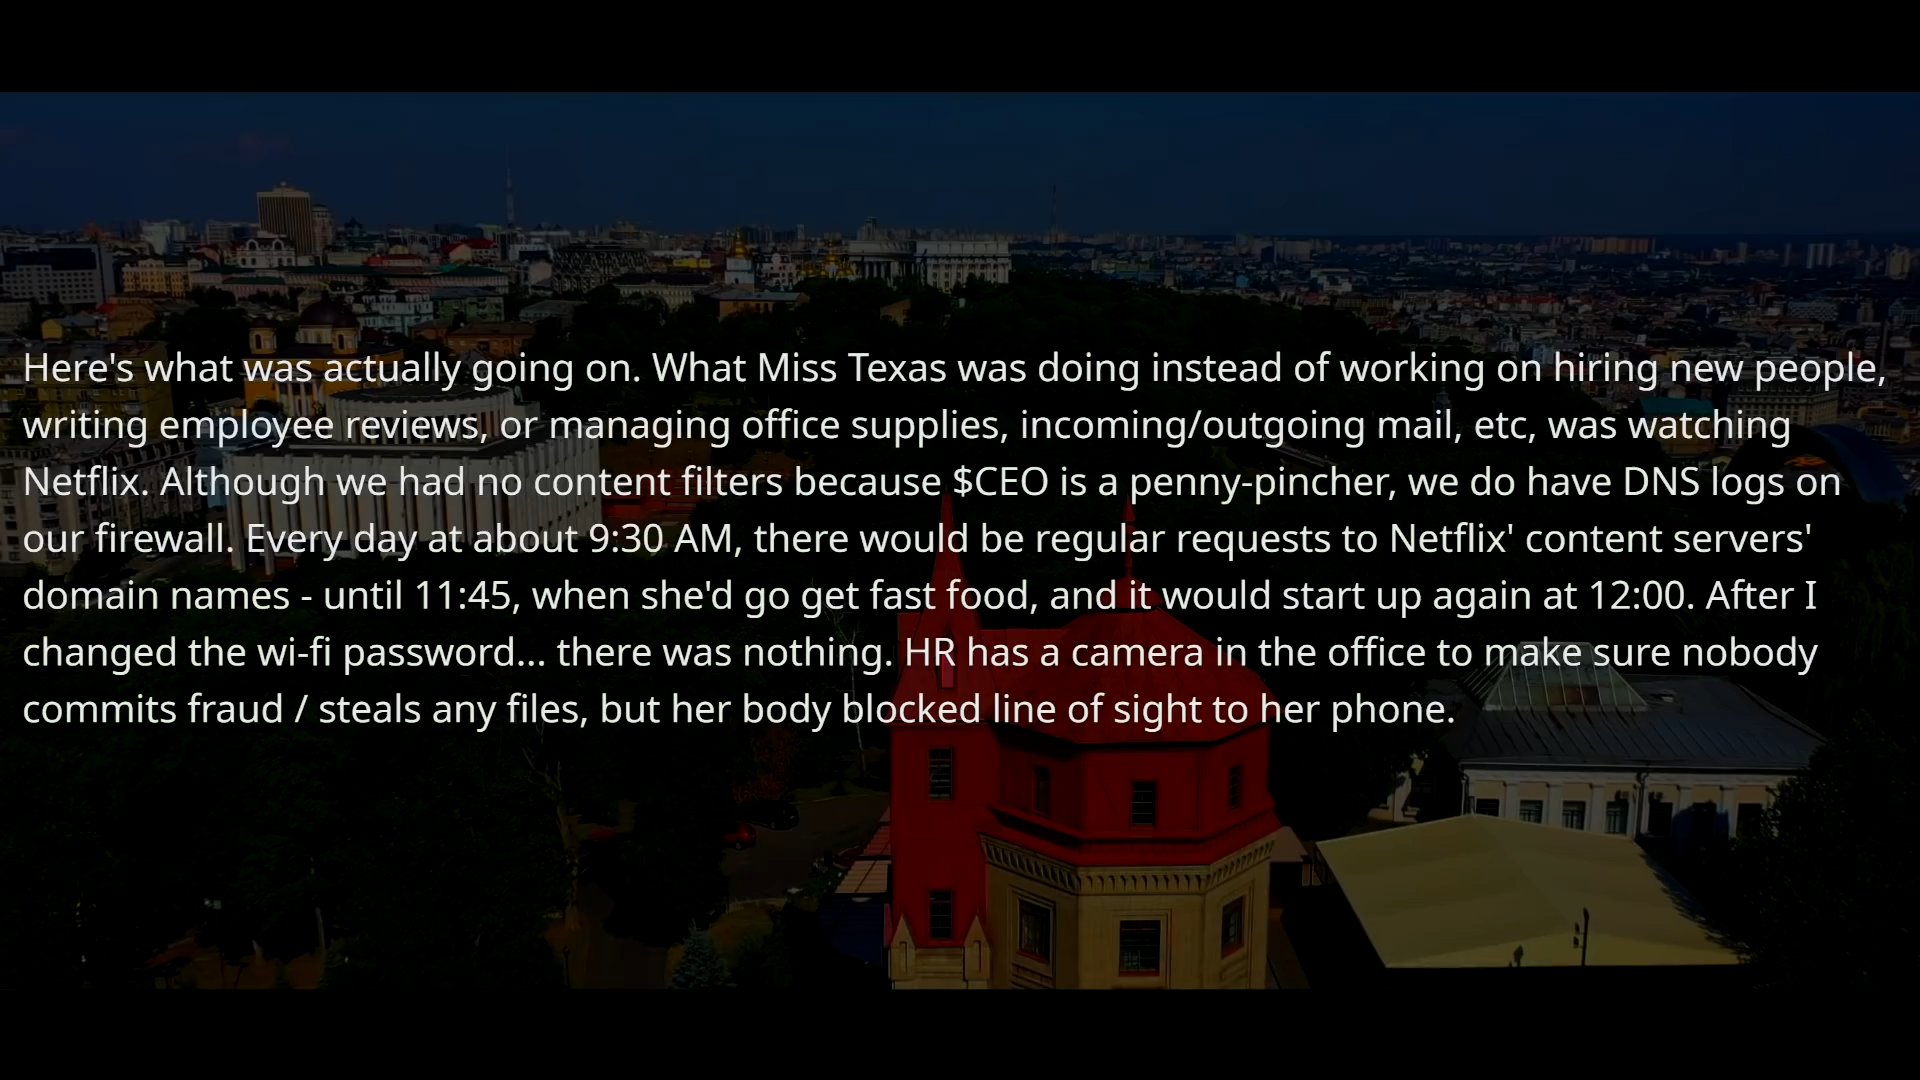 Here's what was actually going on. What Miss Texas was doing instead of working on hiring new people,
writing employee reviews, or managing office supplies, incoming/outgoing mail, etc, was watching
Netflix. Although we had no content filters because $CEO is a penny-pincher, we do have DNS logs on
our firewall. Every day at about 9:30 AM, there would be regular requests to Netflix' content servers'
domain names - until 11:45, when she'd go get fast food, and it would start up again at 12:00. After I
changed the wi-fi password... there was nothing. HR has a camera in the office to make sure nobody
commits fraud / steals any files, but her body blocked line of sight to her phone.